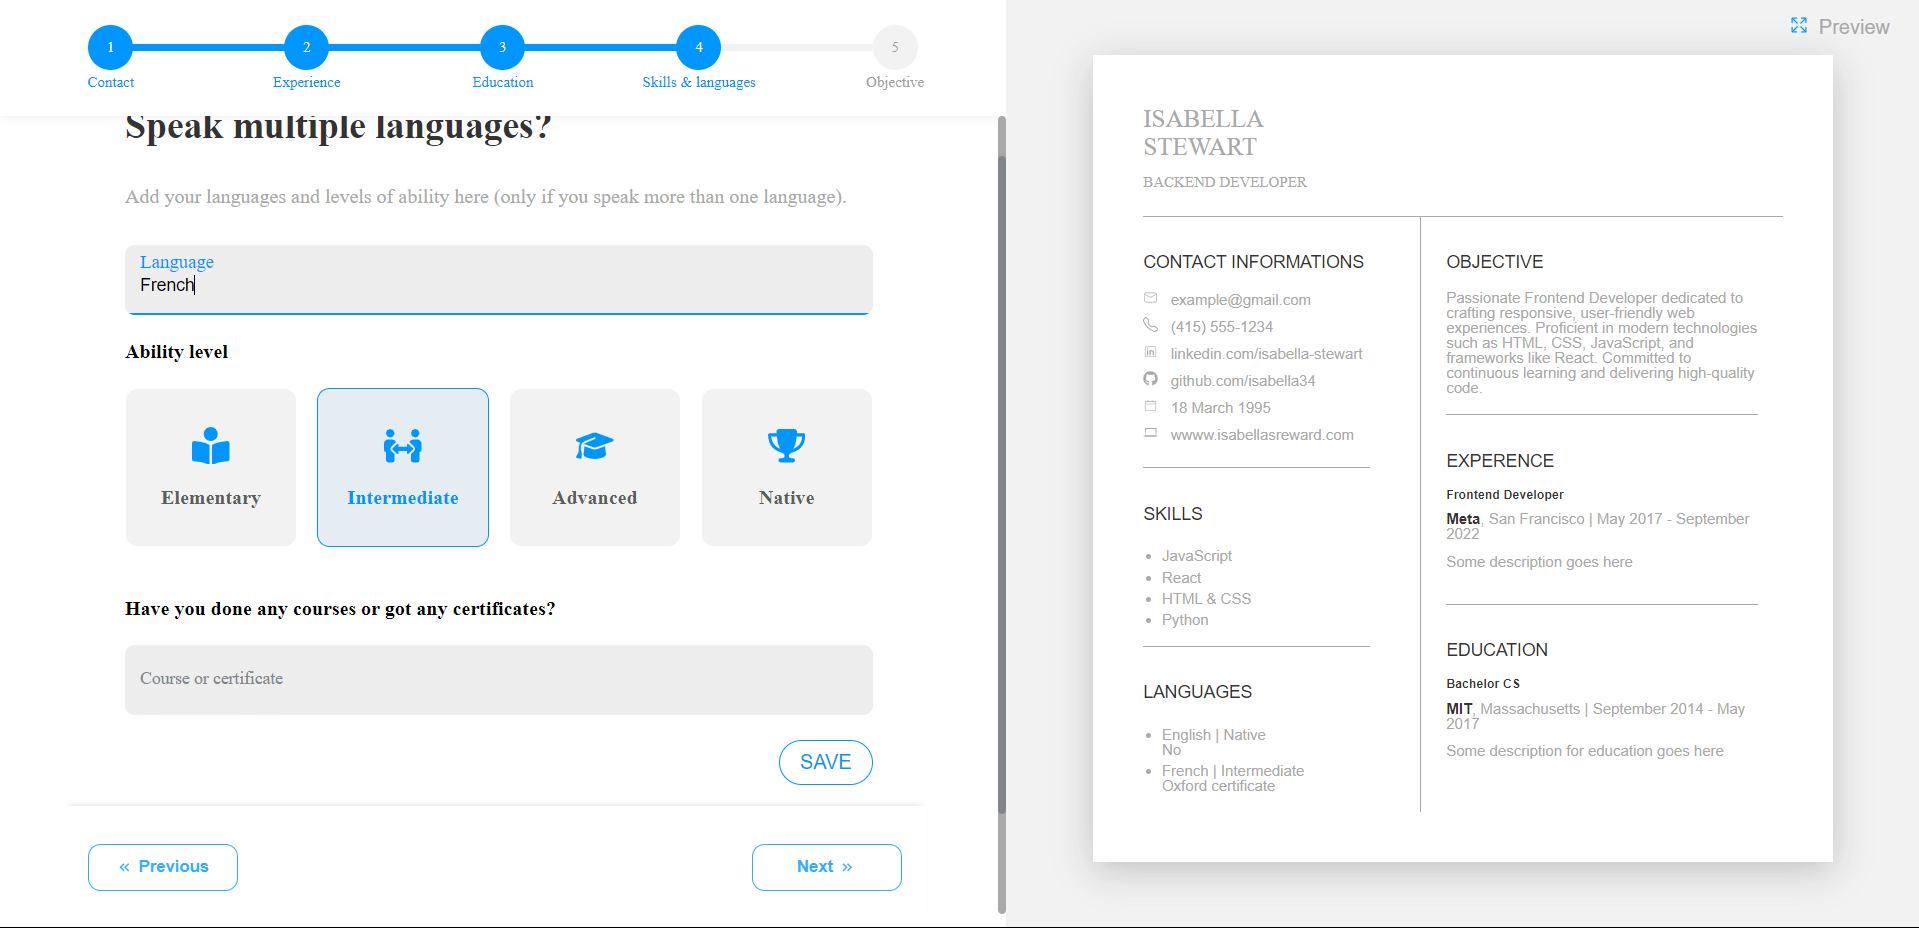 1
2
3
4
5
Contact
Experience
Education
Skills & languages
Objective
Speak multiple languages?
Add your languages and levels of ability here (only if you speak more than one language).
Language
French
Ability level
Elementary
Intermediate
Advanced
Native
Have you done any courses or got any certificates?
Course or certificate
SAVE
« Previous
Next »
Preview
ISABELLA
STEWART
BACKEND DEVELOPER
CONTACT INFORMATIONS
example@gmail.com
(415) 555-1234
linkedin.com/isabella-stewart
github.com/isabella34
18 March 1995
wwww.isabellasreward.com
SKILLS
JavaScript
React
HTML & CSS
Python
LANGUAGES
English | Native
No
French | Intermediate
Oxford certificate
OBJECTIVE
Passionate Frontend Developer dedicated to
crafting responsive, user-friendly web
experiences. Proficient in modern technologies
such as HTML, CSS, JavaScript, and
frameworks like React. Committed to
continuous learning and delivering high-quality
code.
EXPERIENCE
Frontend Developer
Meta, San Francisco | May 2017 - September
2022
Some description goes here
EDUCATION
Bachelor CS
MIT, Massachusetts | September 2014 - May
2017
Some description for education goes here